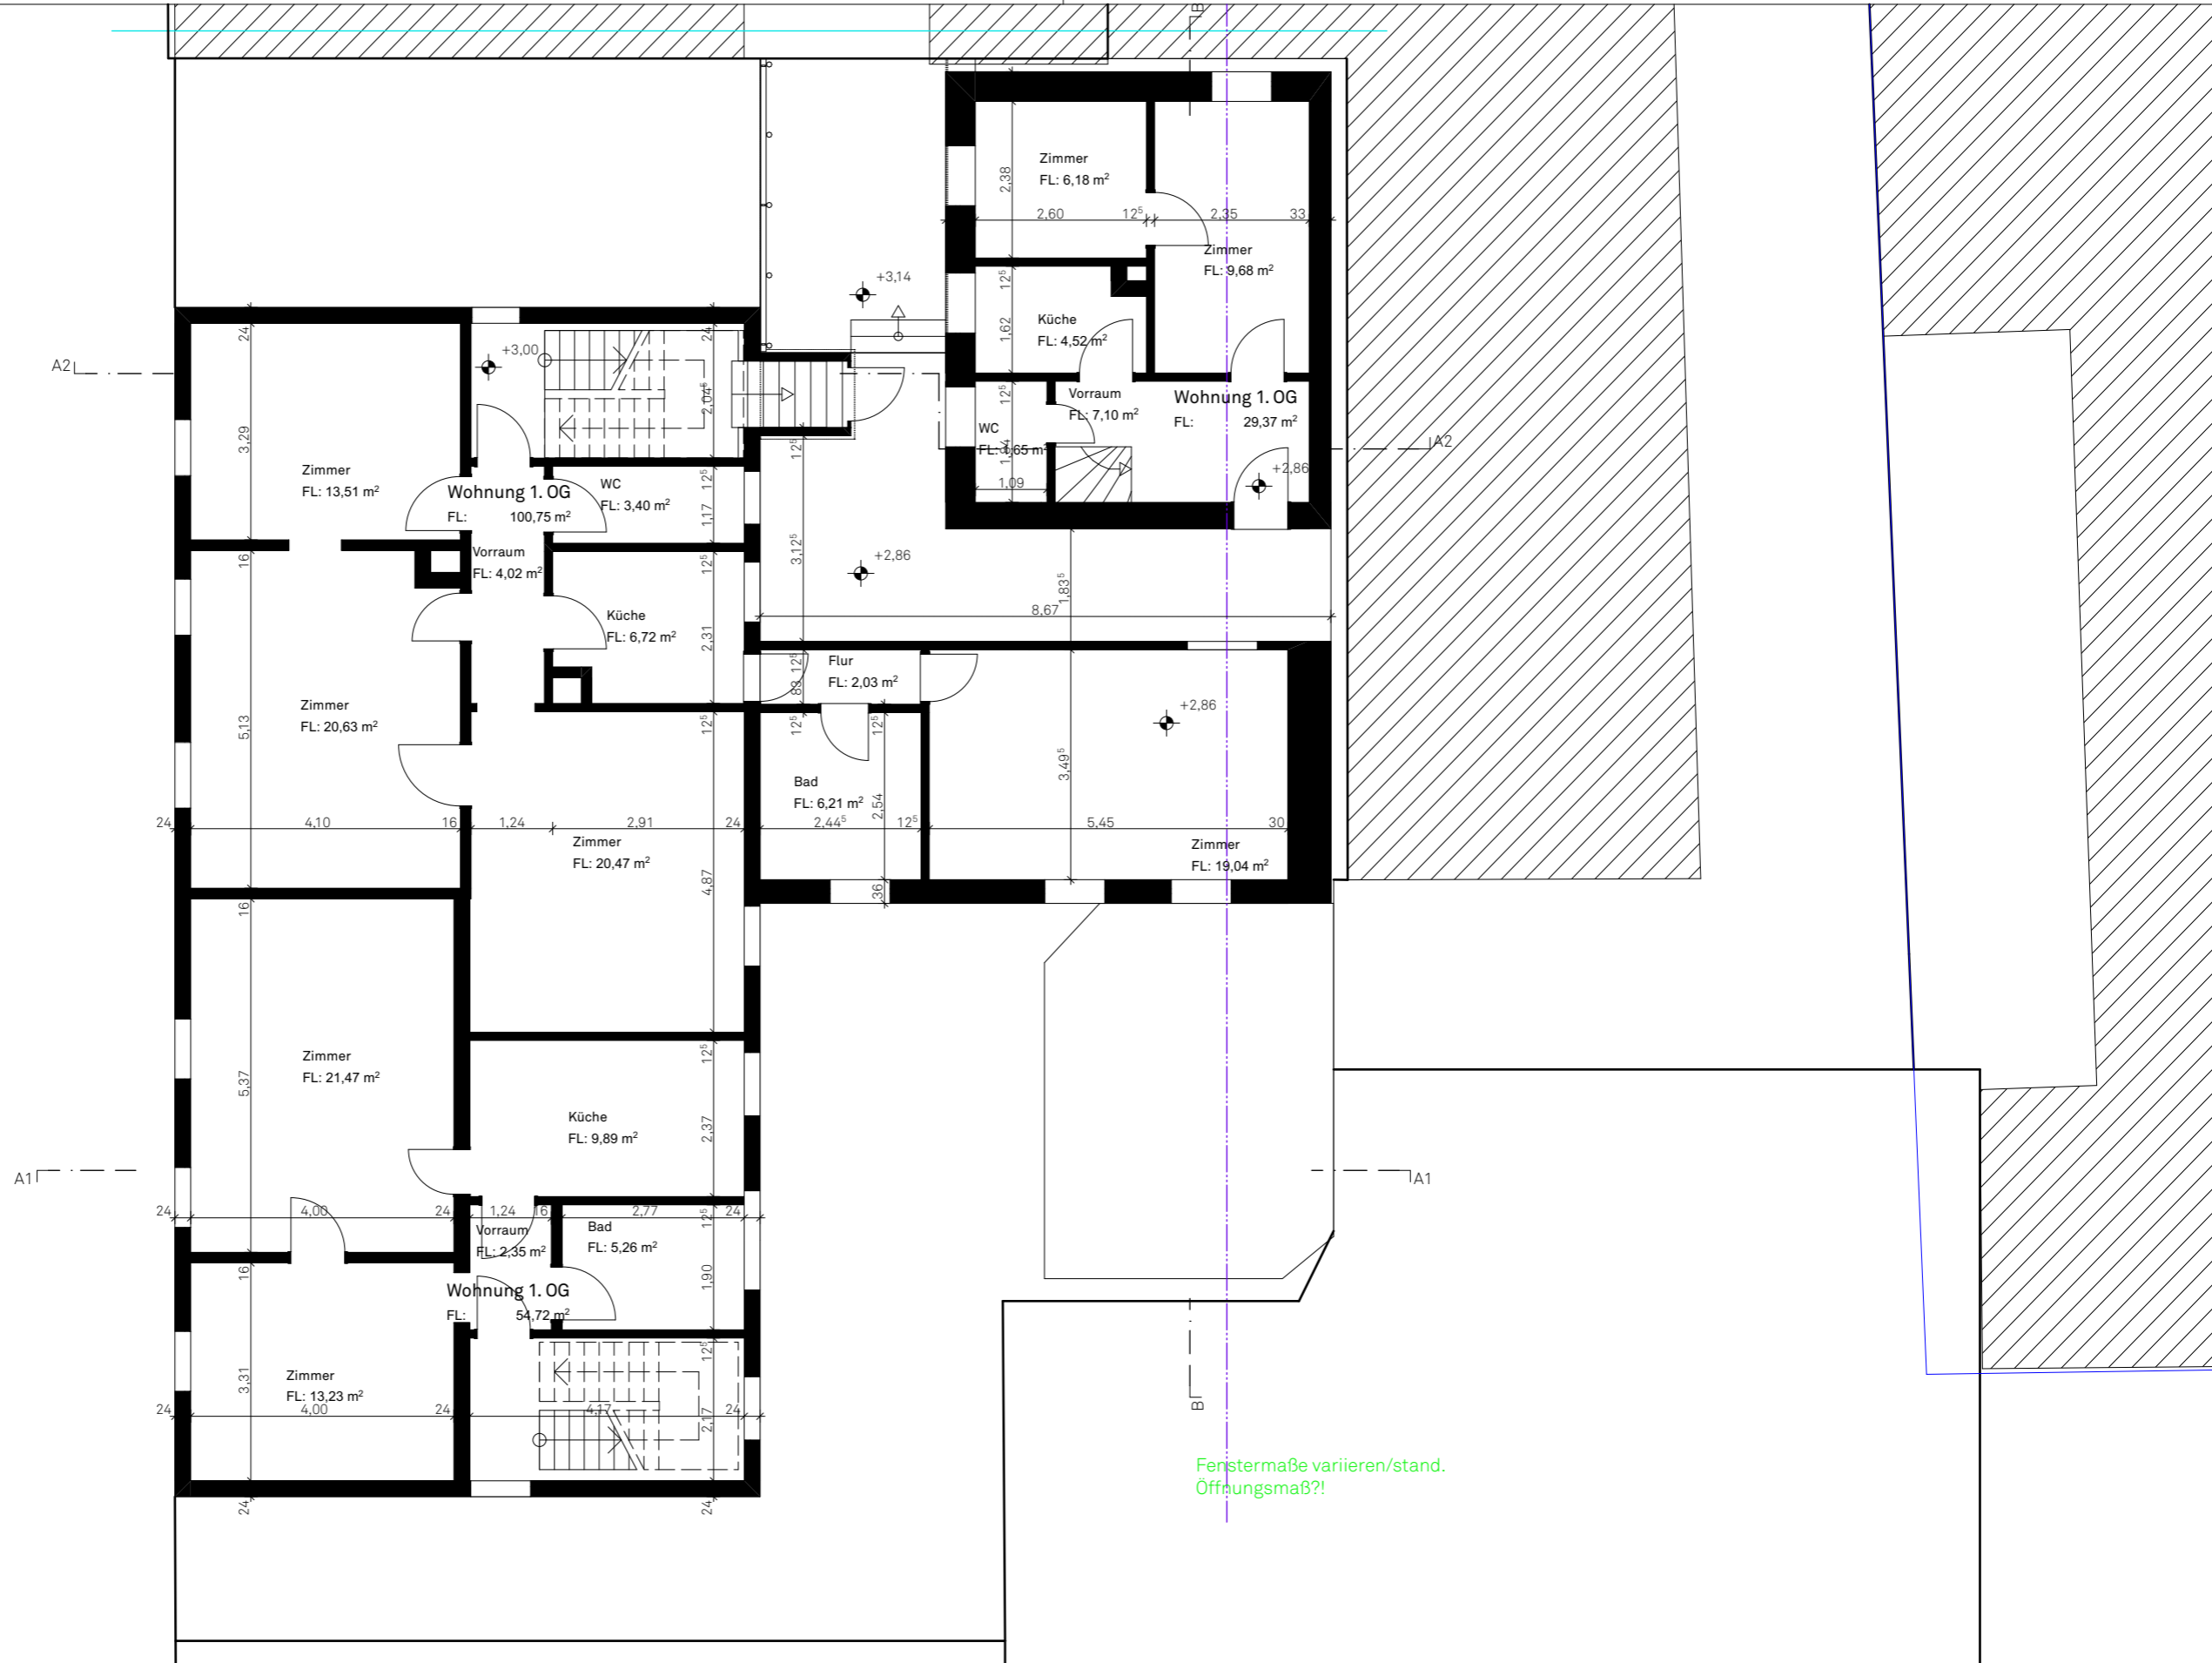 B
Zimmer
FL: 6,18 m²
2,38
2,60
12⁵
2,35
33
Zimmer
FL: 9,68 m²
+3,14
12⁵
1,62
Küche
FL: 4,52 m²
A2
24
+3,00
24
2,04⁵
12⁵
Vorraum
FL: 7,10 m²
Wohnung 1. OG
FL: 29,37 m²
WC
1,09
A2
+2,86
3,29
Zimmer
FL: 13,51 m²
Wohnung 1. OG
FL: 100,75 m²
WC
FL: 3,40 m²
12⁵
1,17
12⁵
3,12⁵
+2,86
16
Vorraum
FL: 4,02 m²
12⁵
Küche
FL: 6,72 m²
2,31
1,83⁵
8,67
12⁵
83
Flur
FL: 2,03 m²
Zimmer
FL: 20,63 m²
5,13
12⁵
12⁵
12⁵
+2,86
3,49⁵
Bad
FL: 6,21 m²
2,54
24
4,10
16
1,24
2,91
24
2,44⁵
12⁵
5,45
30
Zimmer
FL: 20,47 m²
4,87
Zimmer
FL: 19,04 m²
36
16
Zimmer
FL: 21,47 m²
5,37
12⁵
Küche
FL: 9,89 m²
2,37
A1
A1
24
4,00
24
1,24
16
2,77
24
12⁵
Vorraum
FL: 2,35 m²
Bad
FL: 5,26 m²
16
1,90
Wohnung 1. OG
FL: 54,72 m²
12⁵
Zimmer
FL: 13,23 m²
3,31
24
4,00
24
4,17
24
2,17
B
24
24
Fenstermaße variieren/stand.
Öffnungsmaß?!